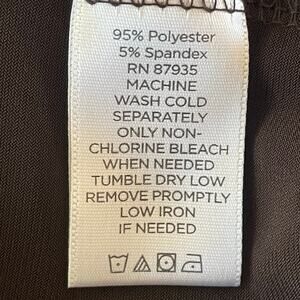 95% Polyester
5% Spandex
RN 87935
MACHINE
WASH COLD
SEPARATELY
ONLY NON-
CHLORINE BLEACH
WHEN NEEDED
TUMBLE DRY LOW
REMOVE PROMPTLY
LOW IRON
IF NEEDED